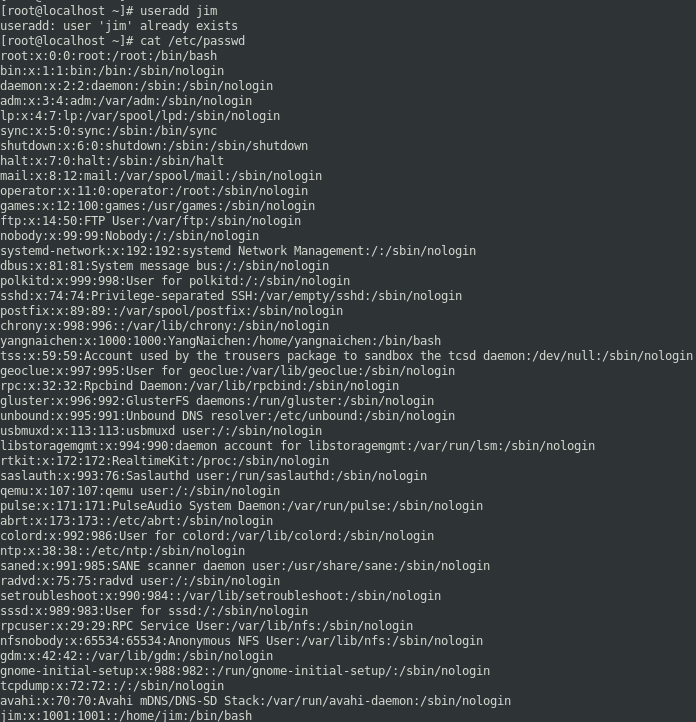 [root@localhost ~]# useradd jim
useradd: user 'jim' already exists
[root@localhost ~]# cat /etc/passwd
root:x:0:0:root:/root:/bin/bash
bin:x:1:1:bin:/bin:/sbin/nologin
daemon:x:2:2:daemon:/sbin:/sbin/nologin
adm:x:3:4:adm:/var/adm:/sbin/nologin
lp:x:4:7:lp:/var/spool/lpd:/sbin/nologin
sync:x:5:0:sync:/sbin:/bin/sync
shutdown:x:6:0:shutdown:/sbin:/sbin/shutdown
halt:x:7:0:halt:/sbin:/sbin/halt
mail:x:8:12:mail:/var/spool/mail:/sbin/nologin
operator:x:11:0:operator:/root:/sbin/nologin
games:x:12:100:games:/usr/games:/sbin/nologin
ftp:x:14:50:FTP User:/var/ftp:/sbin/nologin
nobody:x:99:99:Nobody:/:/sbin/nologin
systemd-network:x:192:192:systemd Network Management:/:/sbin/nologin
dbus:x:81:81:System message bus:/:/sbin/nologin
polkitd:x:999:998:User for polkitd:/:/sbin/nologin
sshd:x:74:74:Privilege-separated SSH:/var/empty/sshd:/sbin/nologin
postfix:x:89:89::/var/spool/postfix:/sbin/nologin
chrony:x:998:996::/var/lib/chrony:/sbin/nologin
yangnaichen:x:1000:1000:YangNaichen:/home/yangnaichen:/bin/bash
tss:x:59:59:Account used by the trousers package to sandbox the tcsd daemon:/dev/null:/sbin/nologin
geoclue:x:997:995:User for geoclue:/var/lib/geoclue:/sbin/nologin
rpc:x:32:32:Rpcbind Daemon:/var/lib/rpcbind:/sbin/nologin
gluster:x:996:992:GlusterFS daemons:/run/gluster:/sbin/nologin
unbound:x:995:991:Unbound DNS resolver:/etc/unbound:/sbin/nologin
usbmuxd:x:113:113:usbmuxd user:/:/sbin/nologin
libstoragemgmt:x:994:990:daemon account for libstoragemgmt:/var/run/lsm:/sbin/nologin
rtkit:x:172:172:RealtimeKit:/proc:/sbin/nologin
saslauth:x:993:76:Saslauthd user:/run/saslauthd:/sbin/nologin
qemu:x:107:107:qemu user:/:/sbin/nologin
pulse:x:171:171:PulseAudio System Daemon:/var/run/pulse:/sbin/nologin
abrt:x:173:173::/etc/abrt:/sbin/nologin
colord:x:992:986:User for colord:/var/lib/colord:/sbin/nologin
ntp:x:38:38::/etc/ntp:/sbin/nologin
saned:x:991:985:SANE scanner daemon user:/usr/share/sane:/sbin/nologin
radvd:x:75:75:radvd user:/:/sbin/nologin
setroubleshoot:x:990:984::/var/lib/setroubleshoot:/sbin/nologin
sssd:x:989:983:User for sssd:/:/sbin/nologin
rpcuser:x:29:29:RPC Service User:/var/lib/nfs:/sbin/nologin
nfsnobody:x:65534:65534:Anonymous NFS User:/var/lib/nfs:/sbin/nologin
gdm:x:42:42::/var/lib/gdm:/sbin/nologin
gnome-initial-setup:x:988:982::/run/gnome-initial-setup/:/sbin/nologin
tcpdump:x:72:72::/:/sbin/nologin
avahi:x:70:70:Avahi mDNS/DNS-SD Stack:/var/run/avahi-daemon:/sbin/nologin
jim:x:1001:1001::/home/jim:/bin/bash